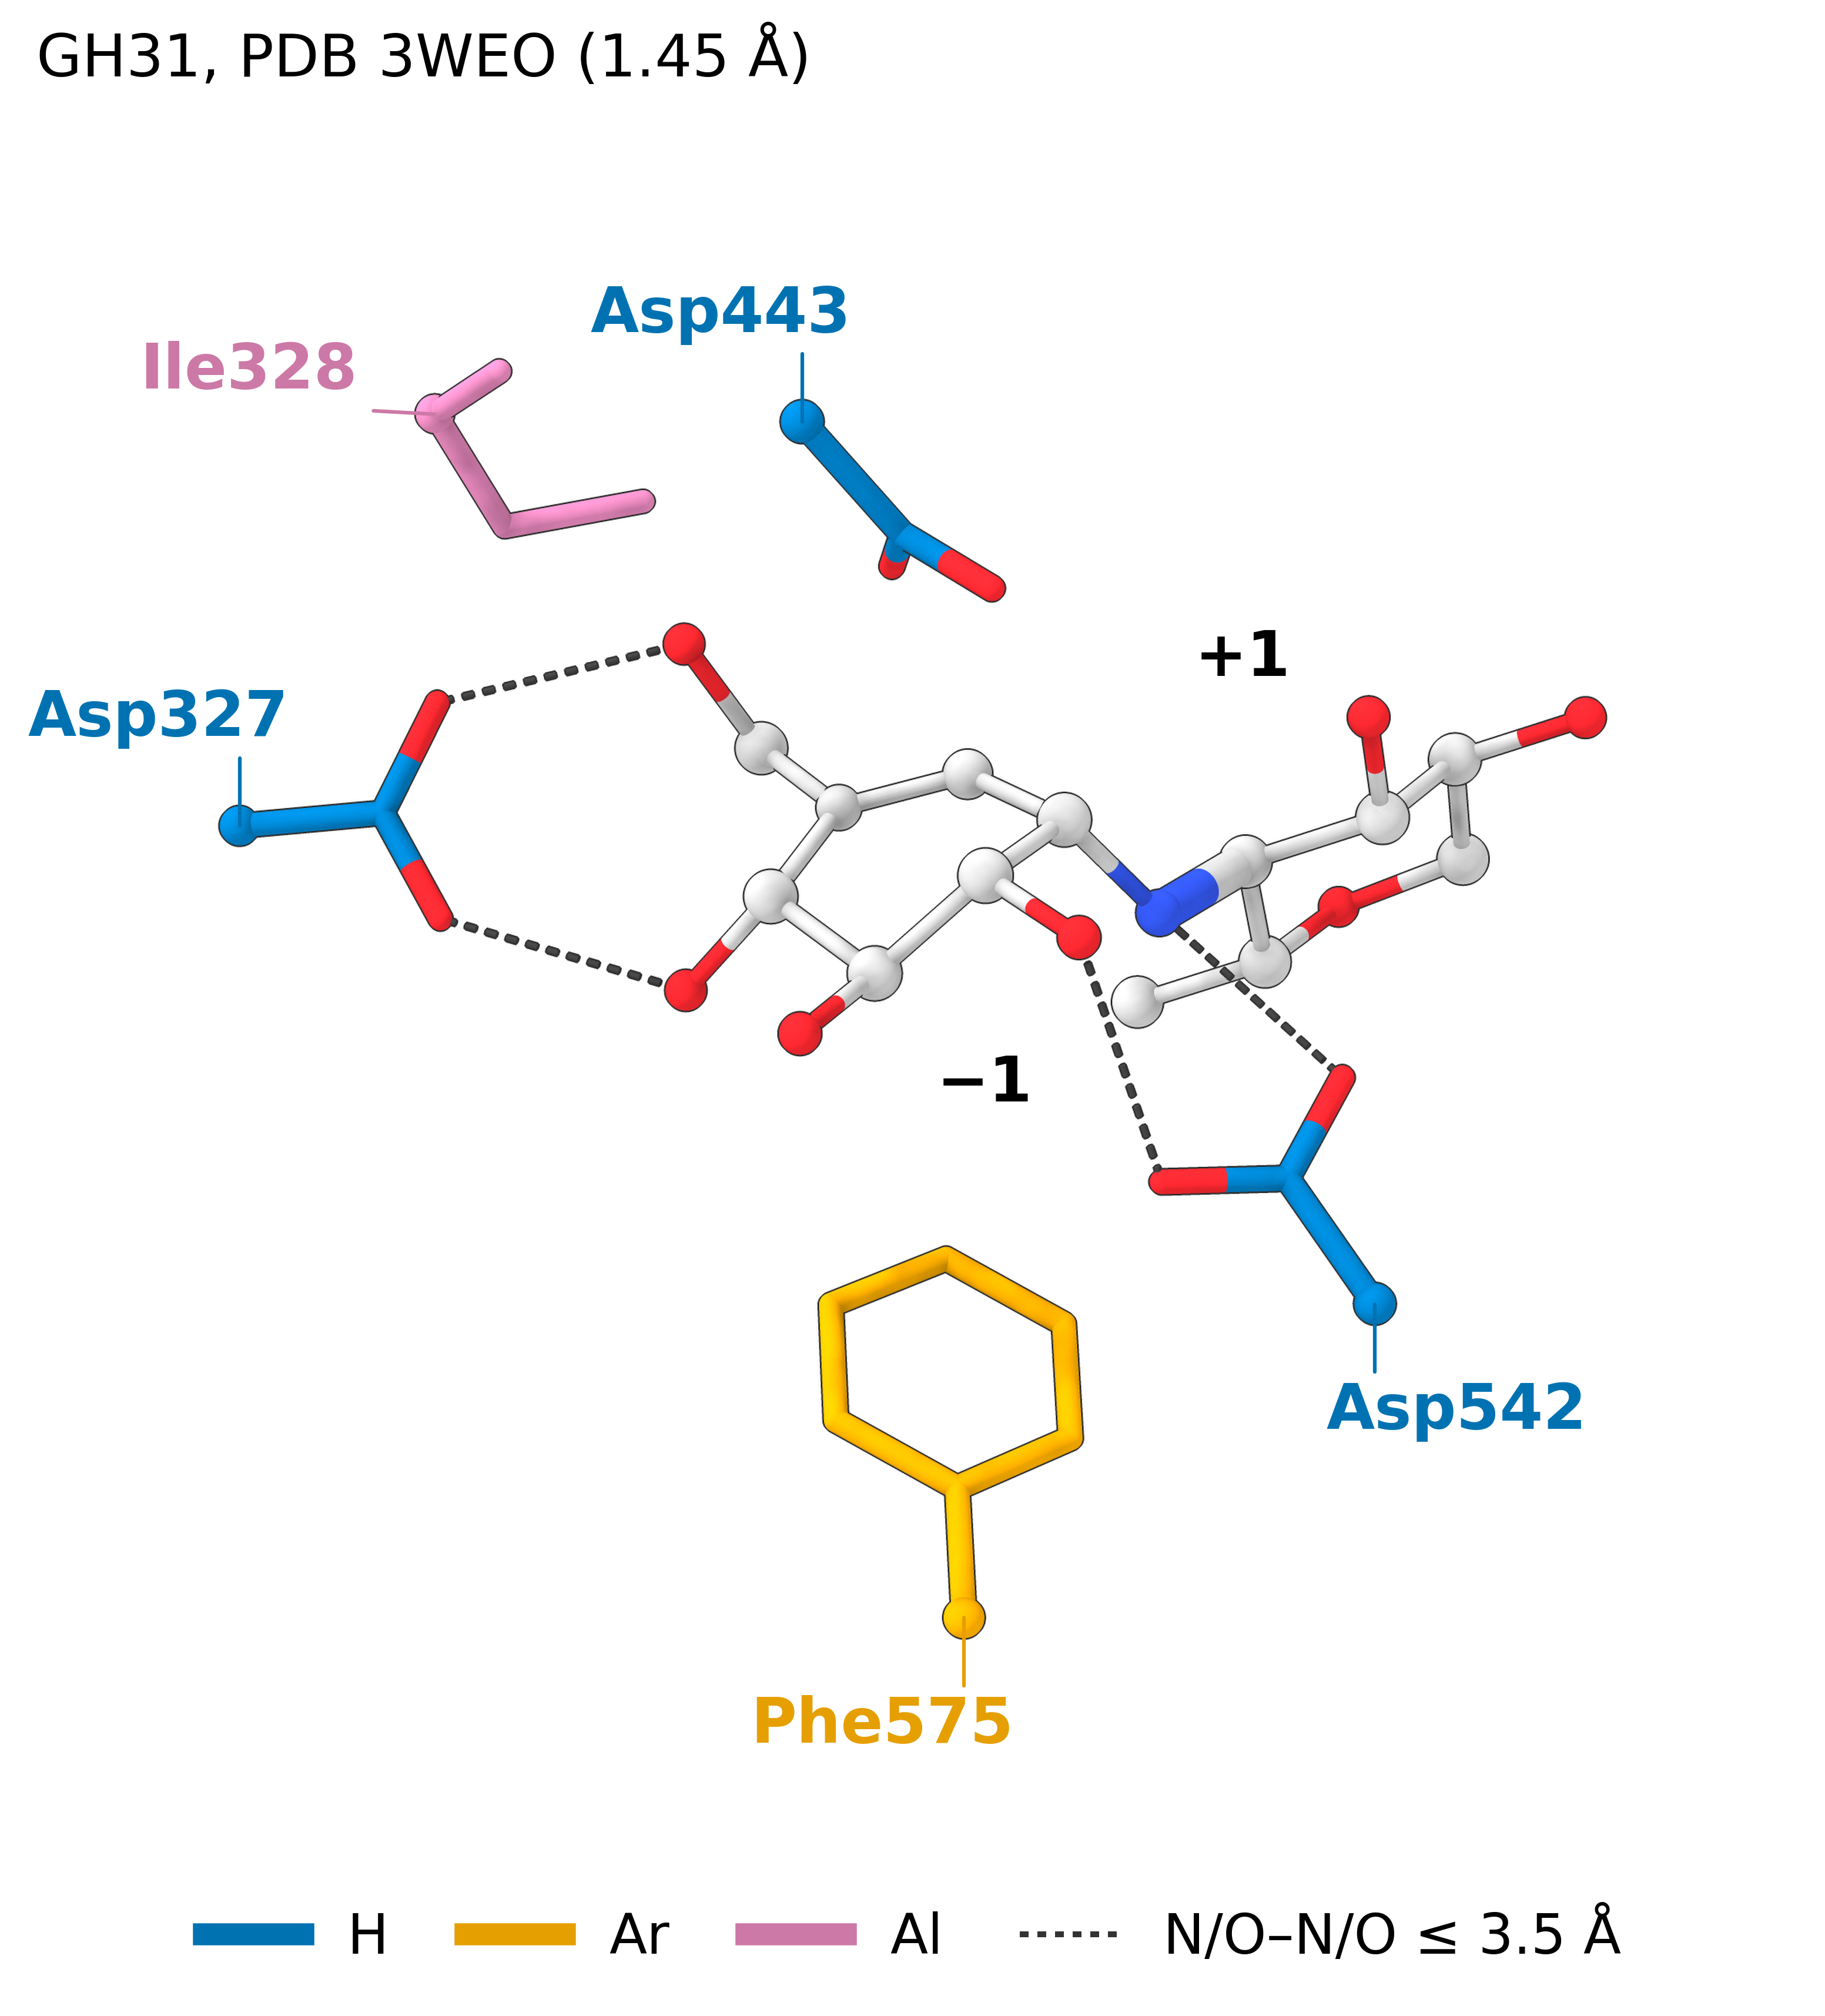 GH31, PDB 3WEO (1.45 Å)
Asp443
Ile328
+1
Asp327
−1
Asp542
Phe575
H Ar Al N/O–N/O ≤ 3.5 Å